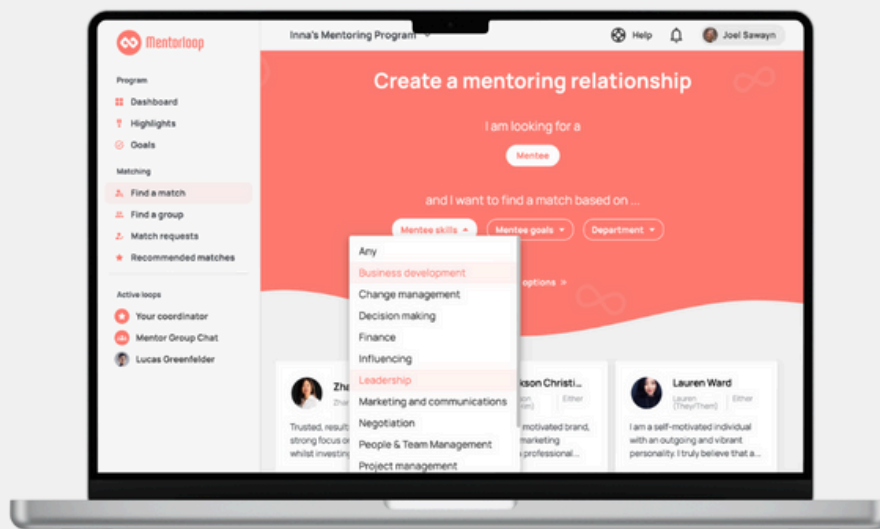 Mentorloop
Inna's Mentoring Program
Help
Joel Sawayn
Program
Dashboard
Highlights
Goals
Matching
Find a match
Find a group
Match requests
Recommended matches
Active loops
Your coordinator
Mentor Group Chat
Lucas Greenfelder
Create a mentoring relationship
I am looking for a
Mentee
and I want to find a match based on ...
Mentee skills
Mentee goals
Department
options »
Any
Business development
Change management
Decision making
Finance
Influencing
Leadership
Marketing and communications
Negotiation
People & Team Management
Project management
Trusted,
strong focus
whilst
Christi...
Either
motivated brand,
marketing
professional...
Lauren Ward
Lauren
(They/Them)
Either
I am a self-motivated individual
with an outgoing and vibrant
personality. I truly believe that a...